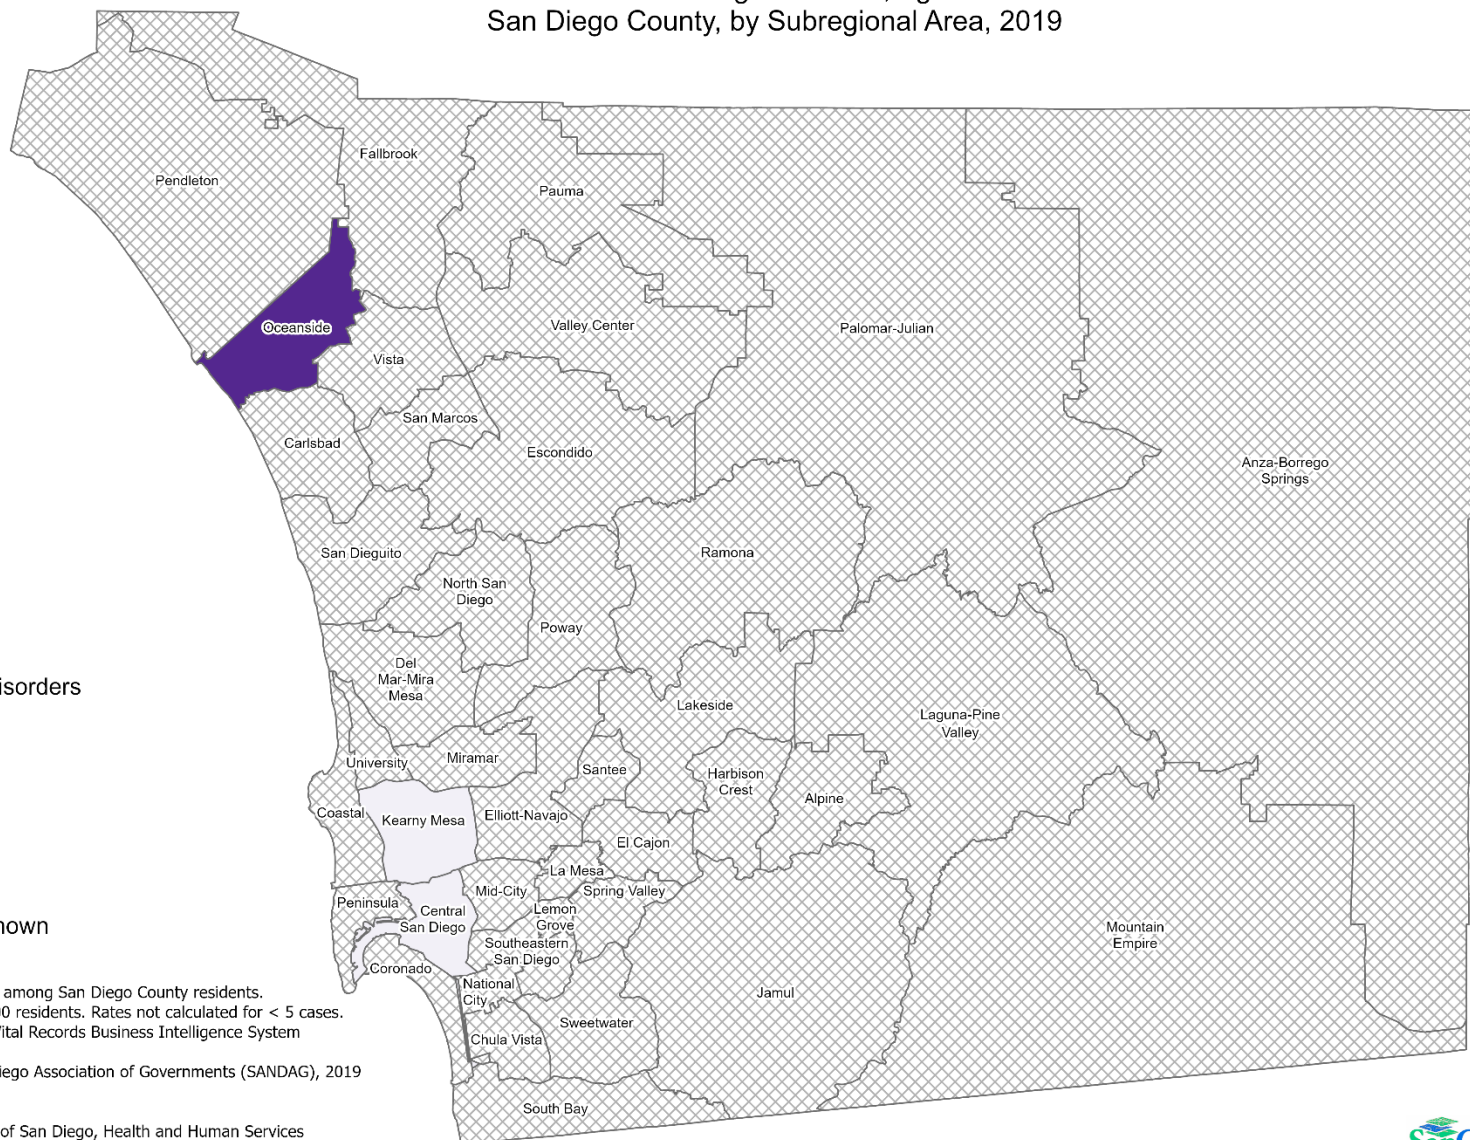 San Diego County, by Subregional Area, 2019
Fallbrook
Pendleton
Pauma
Oceanside
Valley Center
Palomar-Julian
Vista
San Marcos
Carlsbad
Escondido
Anza-Borrego
Springs
San Dieguito
Ramona
North San
Diego
Poway
Del
Mar-Mira
Mesa
isorders
Lakeside
Laguna-Pine
Valley
University
Miramar
Santee
Harbison
Crest
Alpine
Coastal
Kearny Mesa
Elliott-Navajo
El Cajon
La Mesa
Mid-City
Spring Valley
Peninsula
Central
San Diego
Lemon
Grove
nown
Mountain
Empire
Southeastern
San Diego
Coronado
National
City
Jamul
Sweetwater
Chula Vista
South Bay
among San Diego County residents.
00 residents. Rates not calculated for < 5 cases.
Vital Records Business Intelligence System
iego Association of Governments (SANDAG), 2019
of San Diego, Health and Human Services